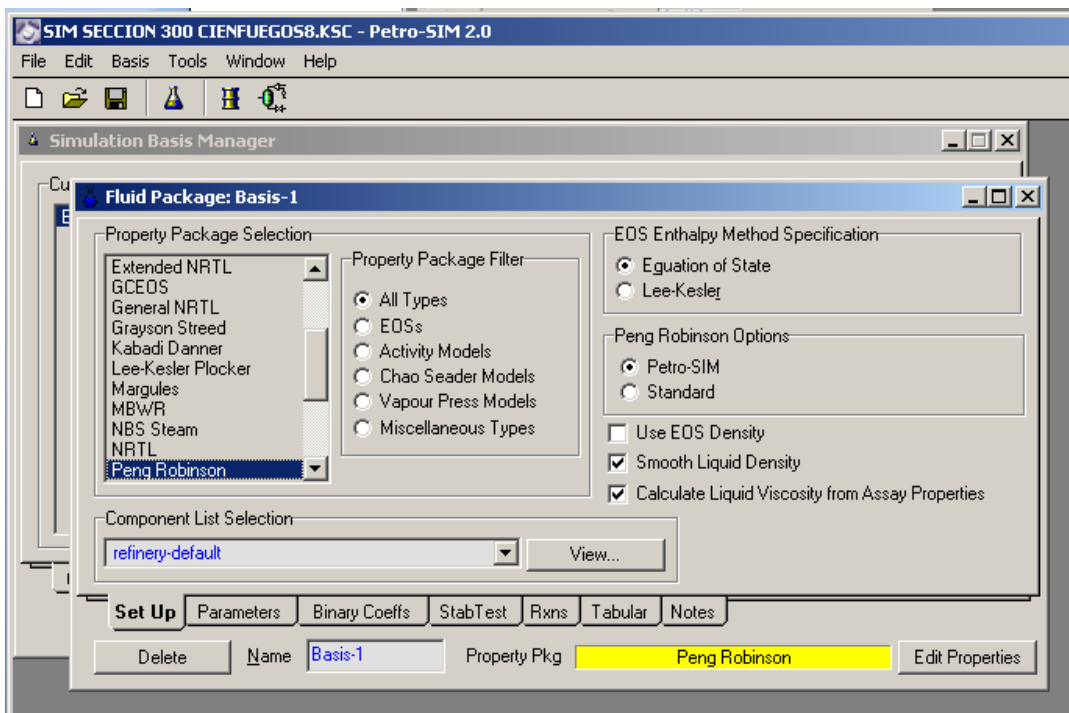 SIM SECCION 300 CIENFUEGOS8.KSC - Petro-SIM 2.0
File Edit Basis Tools Window Help
Simulation Basis Manager
Cu
Fluid Package: Basis-1
Property Package Selection
Extended NRTL
GCEOS
General NRTL
Grayson Streed
Kabadi Danner
Lee-Kesler Plocker
Margules
MBWR
NBS Steam
NRTL
Peng Robinson
Property Package Filter
All Types
EOSs
Activity Models
Chao Seader Models
Vapour Press Models
Miscellaneous Types
EOS Enthalpy Method Specification
Equation of State
Lee-Kesler
Peng Robinson Options
Petro-SIM
Standard
Use EOS Density
Smooth Liquid Density
Calculate Liquid Viscosity from Assay Properties
Component List Selection
refinery-default
View...
Set Up Parameters Binary Coeffs StabTest Rxns Tabular Notes
Delete Name Basis-1 Property Pkg Peng Robinson Edit Properties